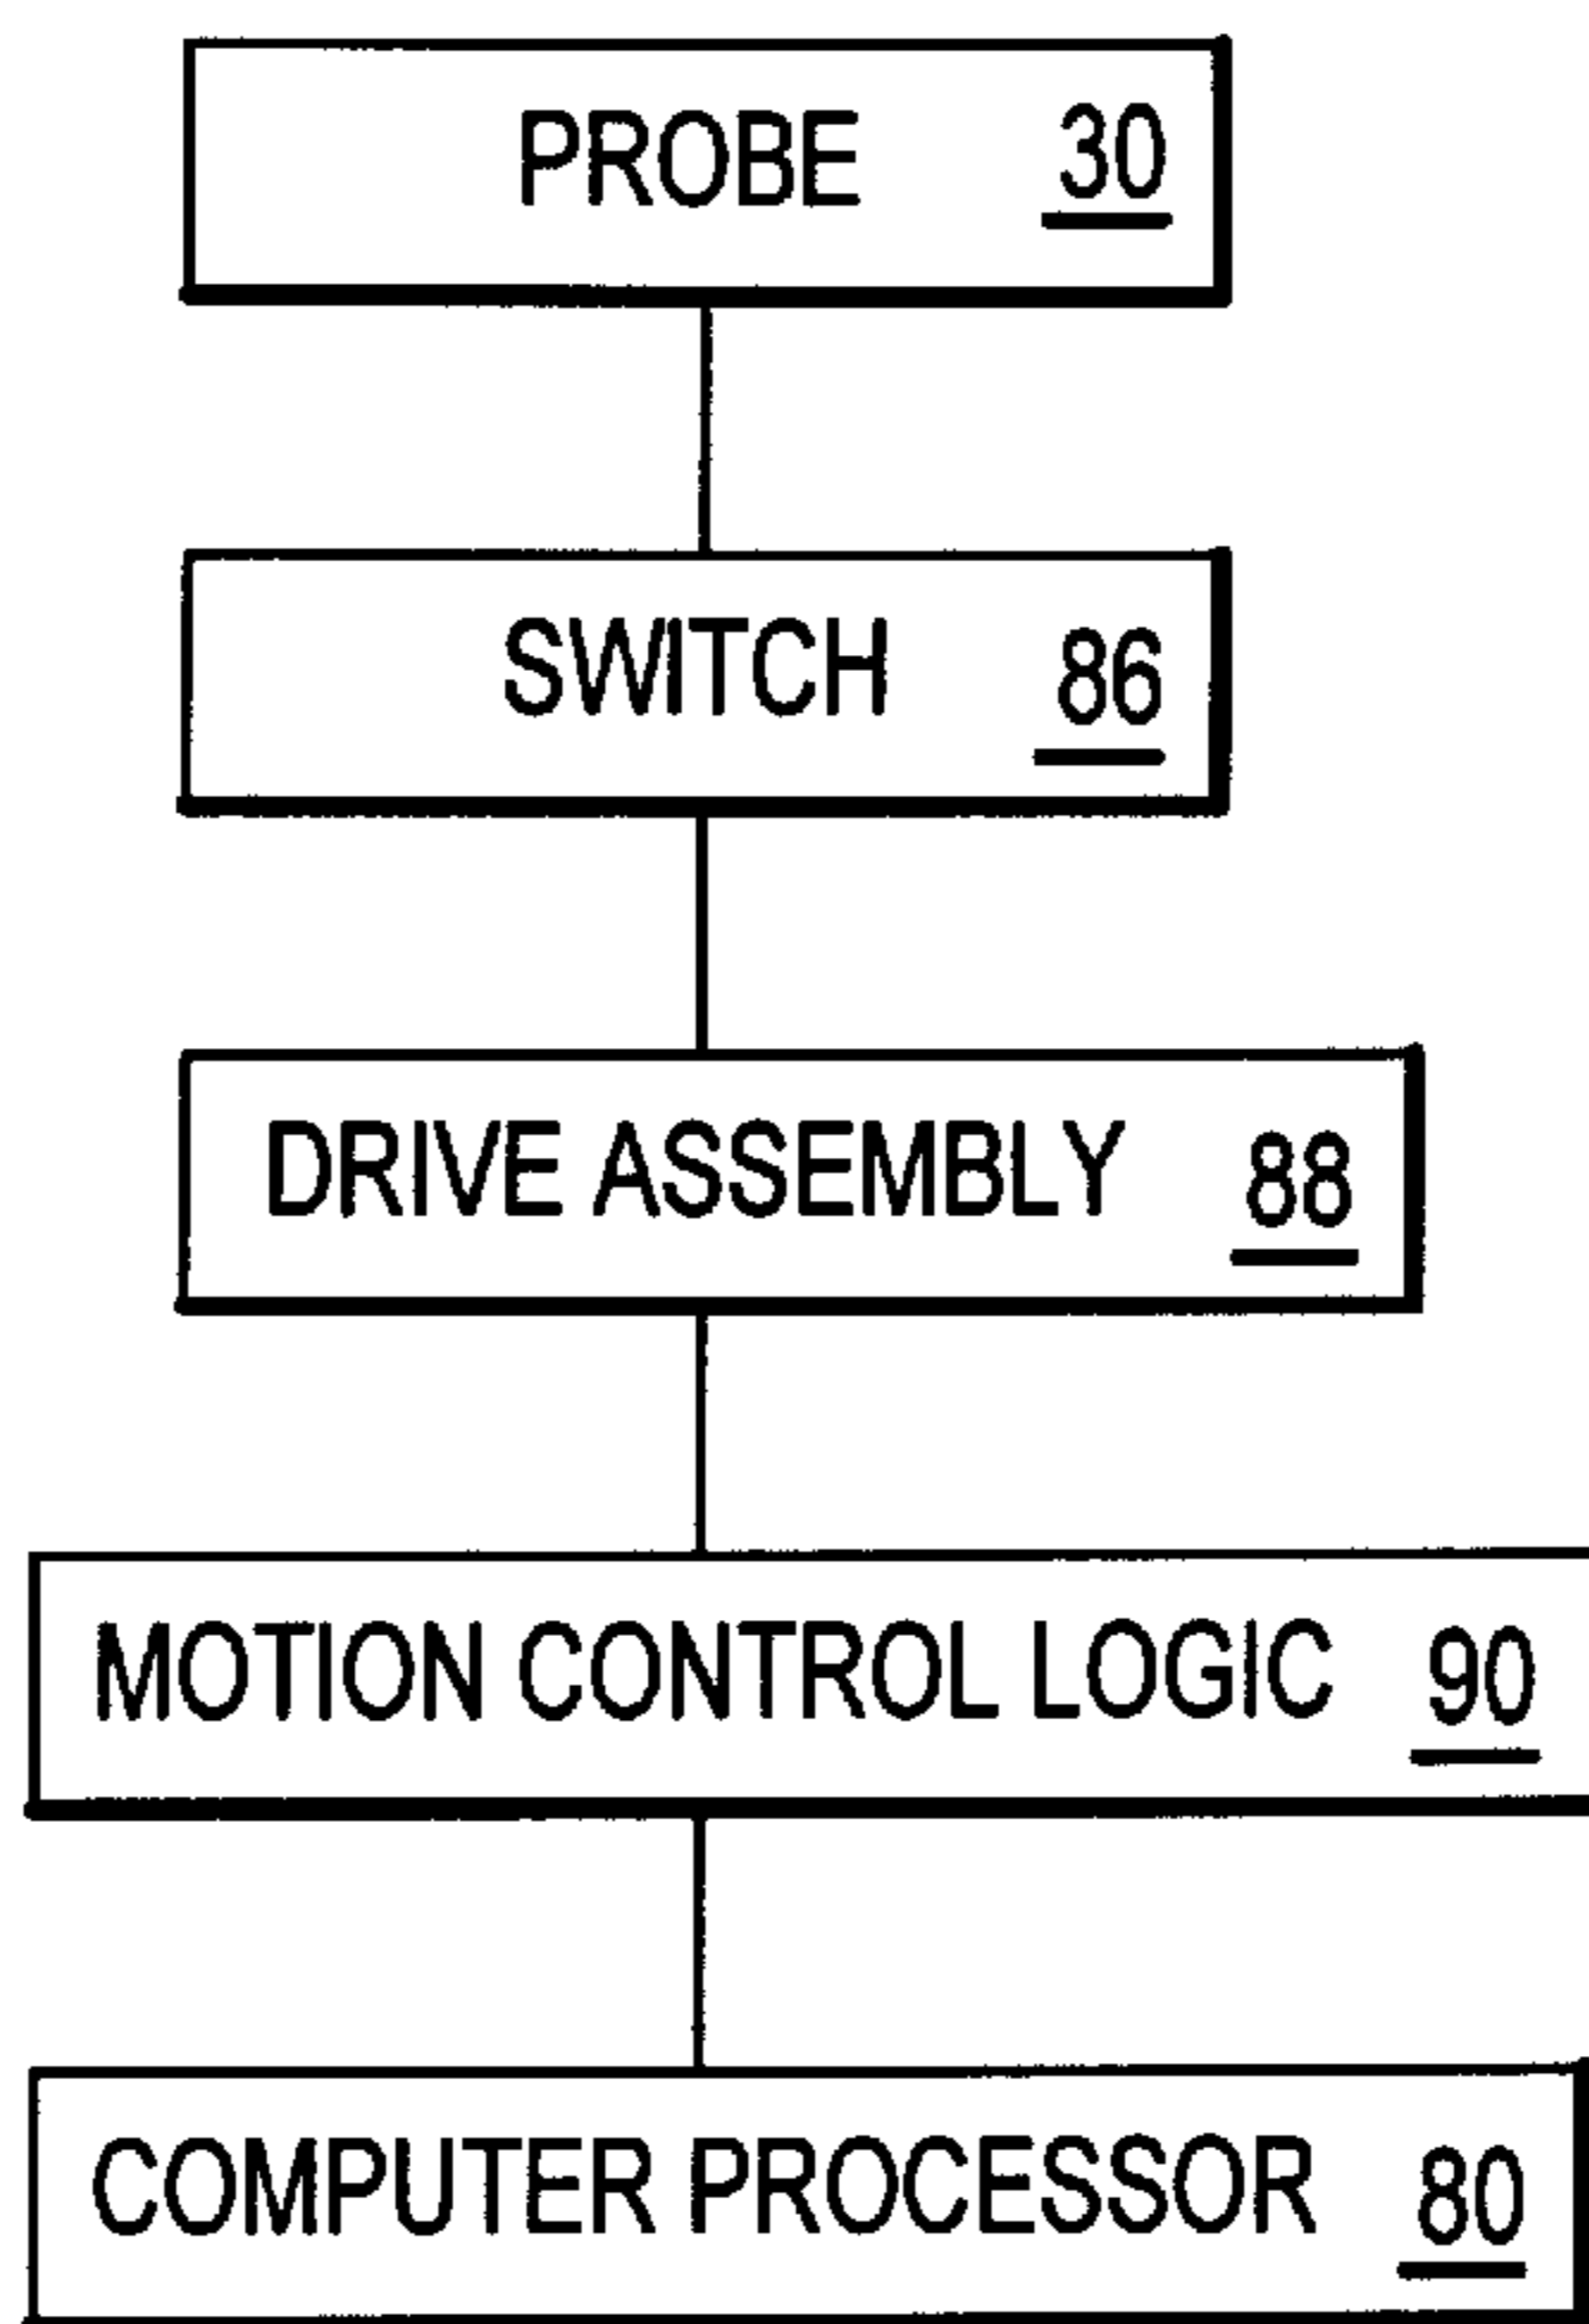 PROBE 30
SWITCH 86
DRIVE ASSEMBLY 88
MOTION CONTROL LOGIC 90
COMPUTER PROCESSOR 80